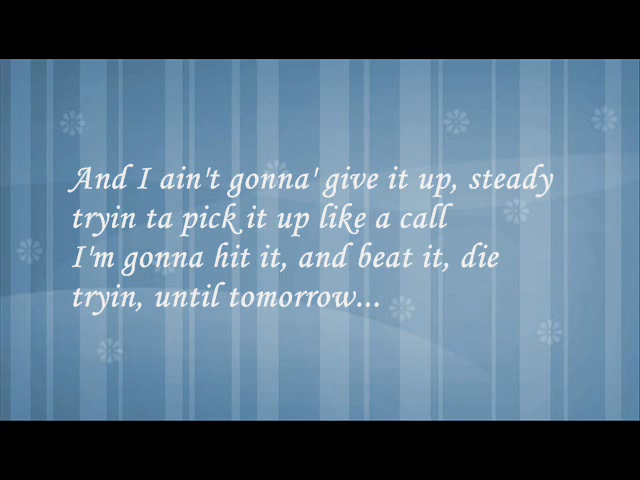 And I ain't gonna' give it up, steady
tryin ta pick it up like a call
I'm gonna hit it, and beat it, die
tryin, until tomorrow...